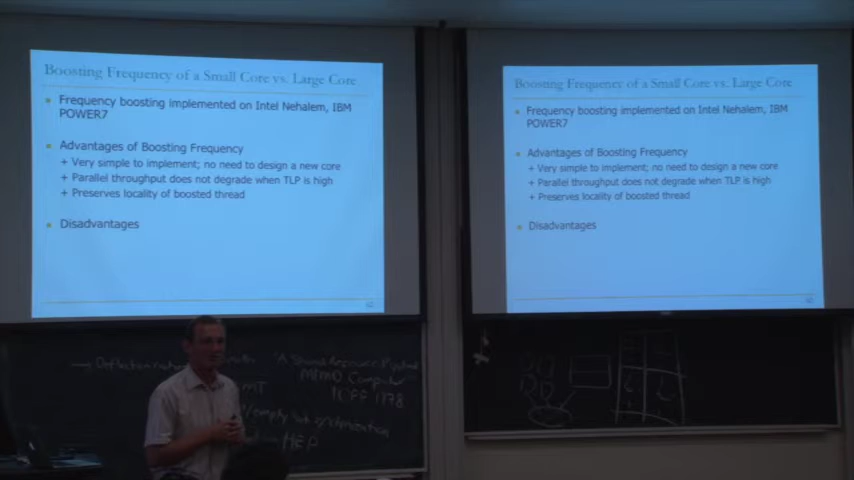 Boosting Frequency of a Small Core vs. Large Core
Frequency boosting implemented on Intel Nehalem, IBM
POWER7
Advantages of Boosting Frequency
+ Very simple to implement; no need to design a new core
+ Parallel throughput does not degrade when TLP is high
+ Preserves locality of boosted thread
Disadvantages
Boosting Frequency of a Small Core vs. Large Core
Frequency boosting implemented on Intel Nehalem, IBM
POWER7
Advantages of Boosting Frequency
+ Very simple to implement; no need to design a new core
+ Parallel throughput does not degrade when TLP is high
+ Preserves locality of boosted thread
Disadvantages
MT
MIMD Computer
1978
HEP